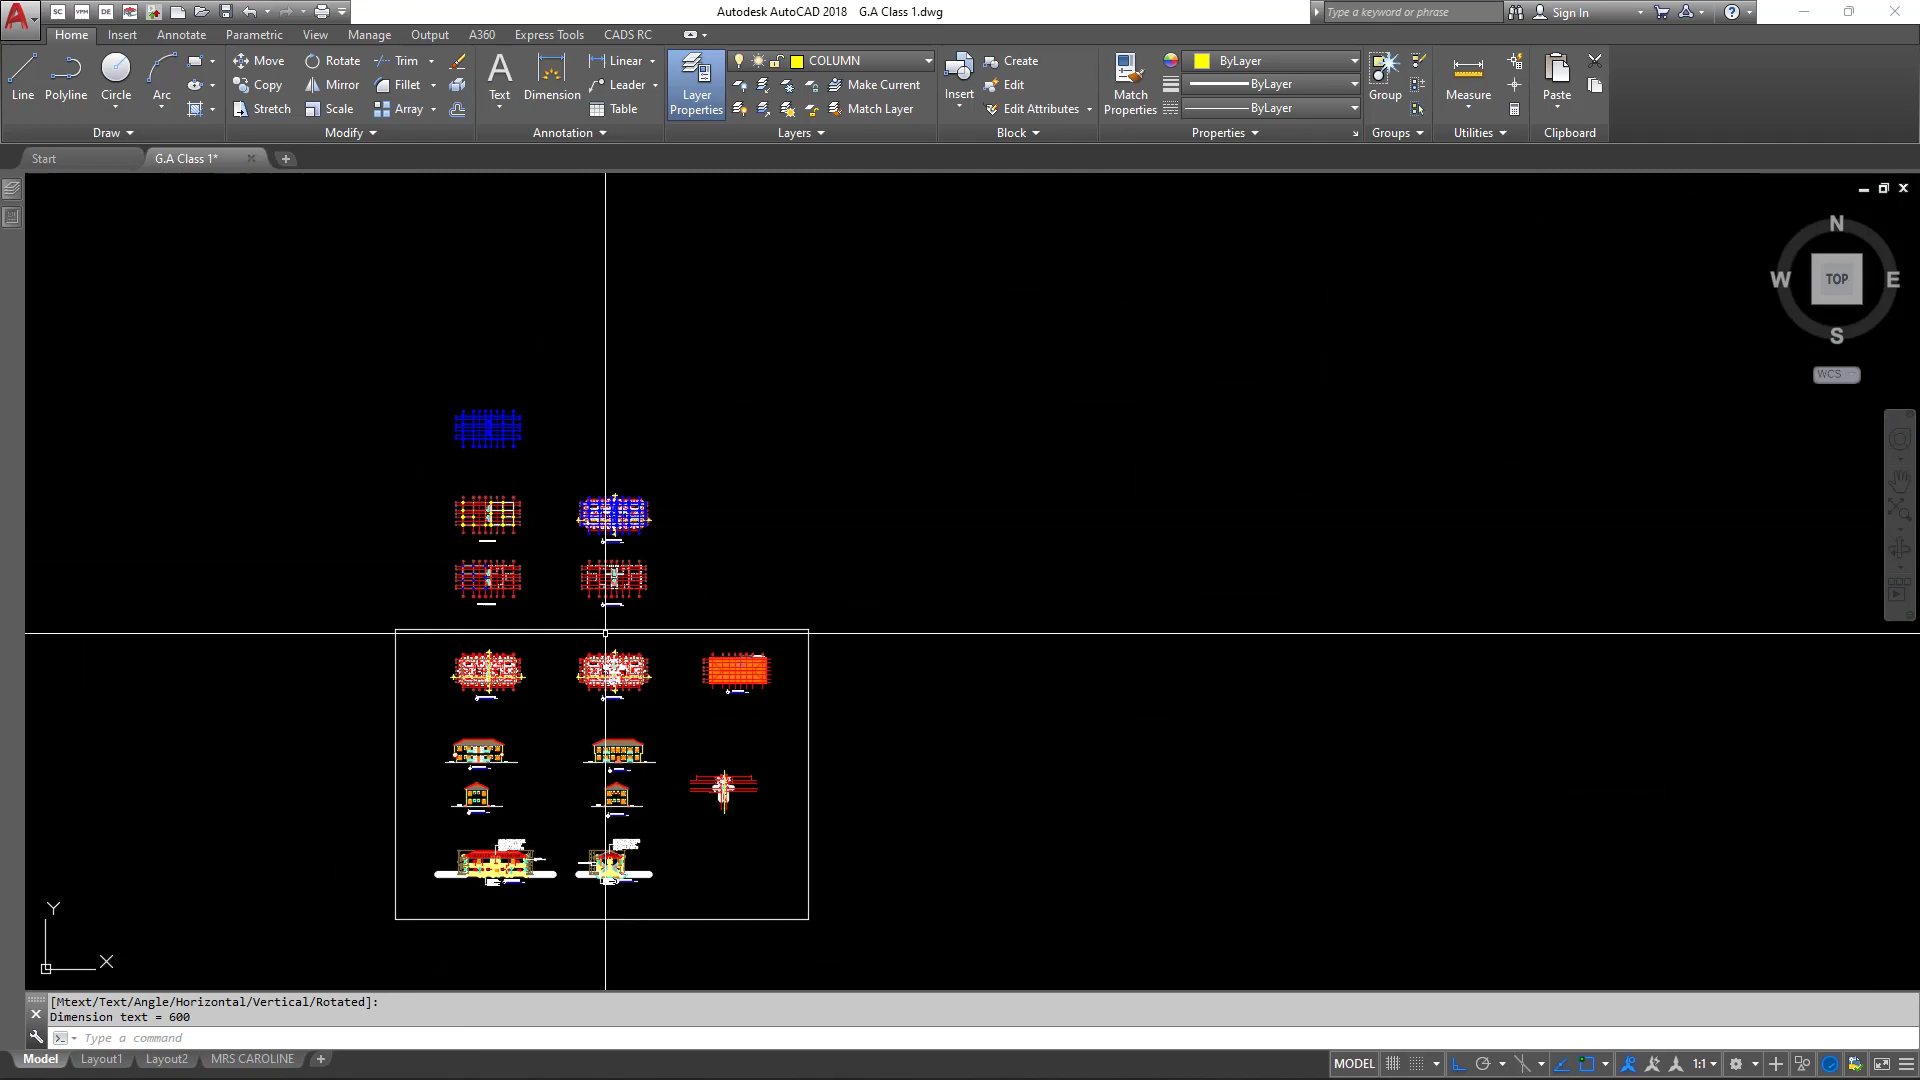 SC VPM DE Autodesk AutoCAD 2018 G.A Class 1.dwg Type a keyword or phrase Sign In
Home Insert Annotate Parametric View Manage Output A360 Express Tools CADS RC
Line Polyline Circle Arc
Move Rotate Trim
Copy Mirror Fillet
Stretch Scale Array
Text Dimension
Linear
Leader
Table
Layer Properties
COLUMN
Make Current
Match Layer
Insert
Create
Edit
Edit Attributes
Match Properties
ByLayer
ByLayer
ByLayer
Group
Measure
Paste
Draw Modify Annotation Layers Block Properties Groups Utilities Clipboard
Start G.A Class 1*
N
W TOP E
S
WCS
Y
X
[Mtext/Text/Angle/Horizontal/Vertical/Rotated]:
Dimension text = 600
Type a command
Model Layout1 Layout2 MRS CAROLINE
MODEL 1:1